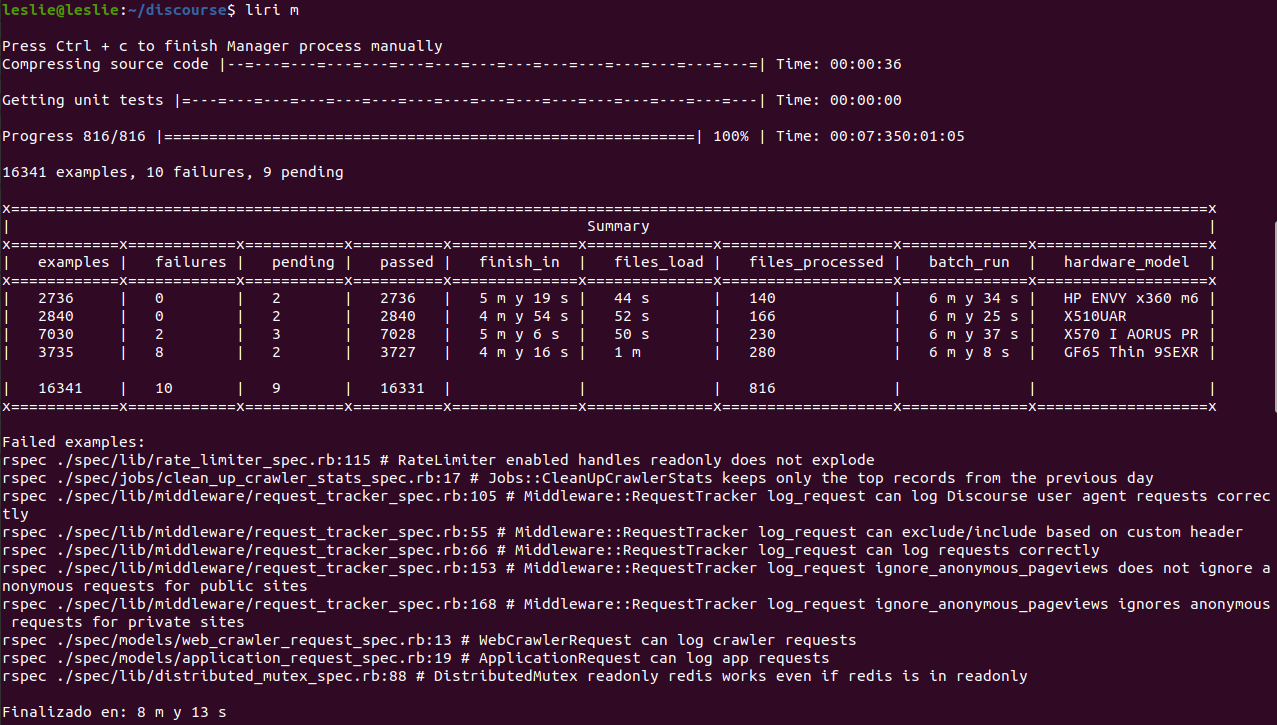 leslie@leslie:~/discourse$ liri m
Press Ctrl + c to finish Manager process manually
Compressing source code |--=---=---=---=---=---=---=---=---=---=---=---=---=---=---=| Time: 00:00:36
Getting unit tests |=---=---=---=---=---=---=---=---=---=---=---=---=---=---=---=---| Time: 00:00:00
Progress 816/816 |===========================================================| 100% | Time: 00:07:350:01:05
16341 examples, 10 failures, 9 pending
x=====================================================================================================================================x
| Summary |
x============x============x===========x==========x==============x==============x===================x==============x===================x
| examples | failures | pending | passed | finish_in | files_load | files_processed | batch_run | hardware_model |
x============x============x===========x==========x==============x==============x===================x==============x===================x
| 2736 | 0 | 2 | 2736 | 5 m y 19 s | 44 s | 140 | 6 m y 34 s | HP ENVY x360 m6 |
| 2840 | 0 | 2 | 2840 | 4 m y 54 s | 52 s | 166 | 6 m y 25 s | X510UAR |
| 7030 | 2 | 3 | 7028 | 5 m y 6 s | 50 s | 230 | 6 m y 37 s | X570 I AORUS PR |
| 3735 | 8 | 2 | 3727 | 4 m y 16 s | 1 m | 280 | 6 m y 8 s | GF65 Thin 9SEXR |
| 16341 | 10 | 9 | 16331 | | | 816 | | |
x============x============x===========x==========x==============x==============x===================x==============x===================x
Failed examples:
rspec ./spec/lib/rate_limiter_spec.rb:115 # RateLimiter enabled handles readonly does not explode
rspec ./spec/jobs/clean_up_crawler_stats_spec.rb:17 # Jobs::CleanUpCrawlerStats keeps only the top records from the previous day
rspec ./spec/lib/middleware/request_tracker_spec.rb:105 # Middleware::RequestTracker log_request can log Discourse user agent requests correc
tly
rspec ./spec/lib/middleware/request_tracker_spec.rb:55 # Middleware::RequestTracker log_request can exclude/include based on custom header
rspec ./spec/lib/middleware/request_tracker_spec.rb:66 # Middleware::RequestTracker log_request can log requests correctly
rspec ./spec/lib/middleware/request_tracker_spec.rb:153 # Middleware::RequestTracker log_request ignore_anonymous_pageviews does not ignore a
nonymous requests for public sites
rspec ./spec/lib/middleware/request_tracker_spec.rb:168 # Middleware::RequestTracker log_request ignore_anonymous_pageviews ignores anonymous
requests for private sites
rspec ./spec/models/web_crawler_request_spec.rb:13 # WebCrawlerRequest can log crawler requests
rspec ./spec/models/application_request_spec.rb:19 # ApplicationRequest can log app requests
rspec ./spec/lib/distributed_mutex_spec.rb:88 # DistributedMutex readonly redis works even if redis is in readonly
Finalizado en: 8 m y 13 s